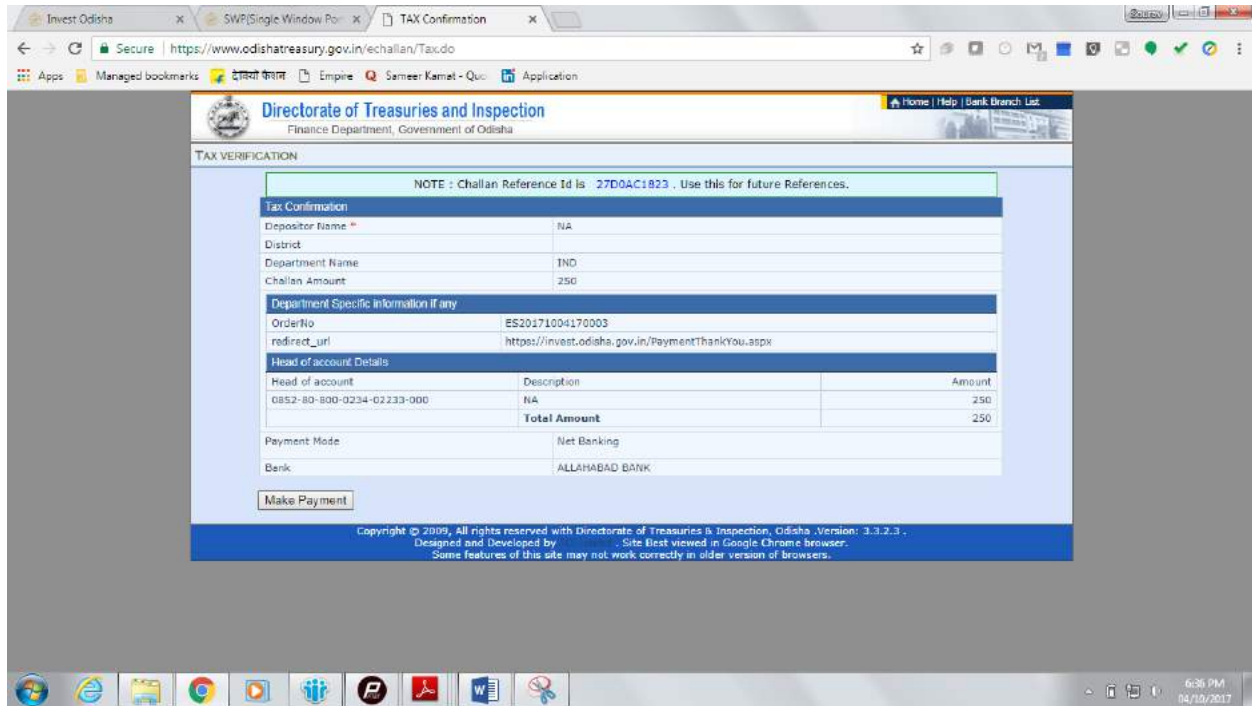 Invest Odisha
SWP(Single Window Por
TAX Confirmation
Secure https://www.odishatreasury.gov.in/echallan/Tax.do
Apps Managed bookmarks Empire Sameer Kamat - Quo Application
Directorate of Treasuries and Inspection
Finance Department, Government of Odisha
Home | Help | Bank Branch List
TAX VERIFICATION
NOTE : Challan Reference Id is 27D0AC1823 . Use this for future References.
Tax Confirmation
Depositor Name * NA
District
Department Name IND
Challan Amount 250
Department Specific information if any
OrderNo ES20171004170003
redirect_url https://invest.odisha.gov.in/PaymentThankYou.aspx
Head of account Details
Head of account Description Amount
0852-80-800-0234-02233-000 NA 250
Total Amount 250
Payment Mode Net Banking
Bank ALLAHABAD BANK
Make Payment
Copyright © 2009, All rights reserved with Directorate of Treasuries & Inspection, Odisha .Version: 3.3.2.3 .
Designed and Developed by . Site Best viewed in Google Chrome browser.
Some features of this site may not work correctly in older version of browsers.
6:36 PM
04/10/2017